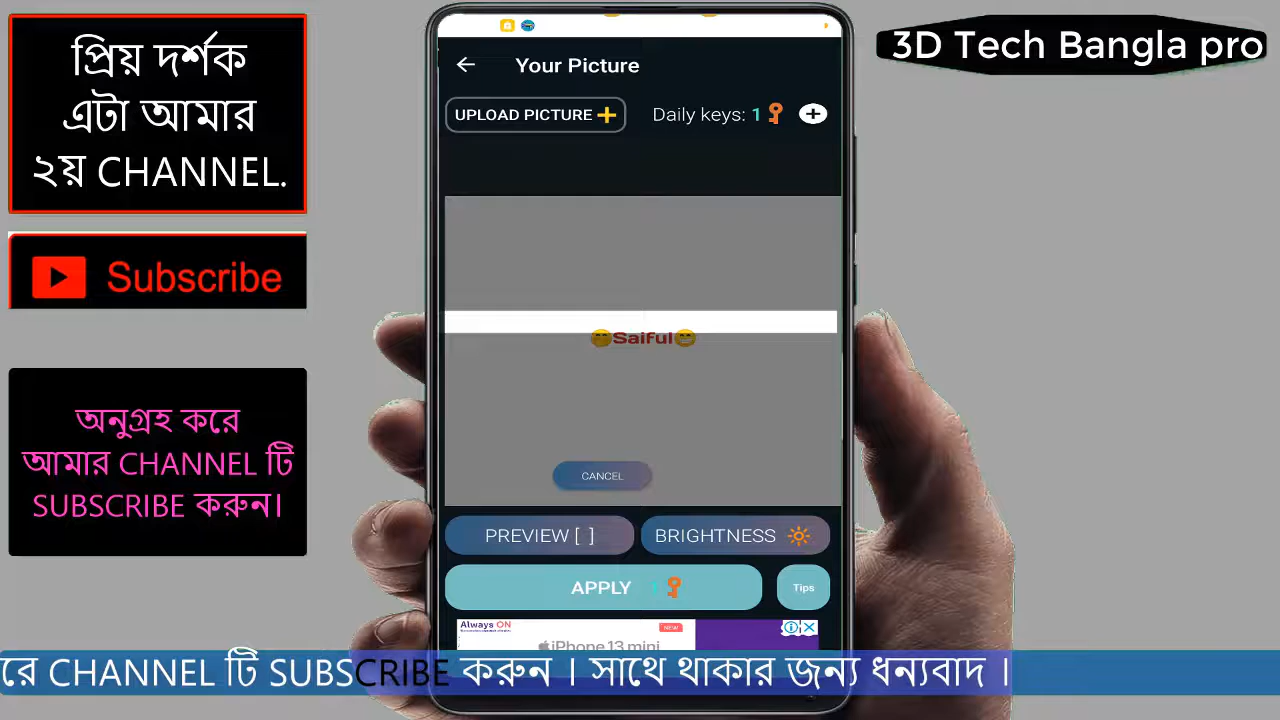 প্রিয় দর্শক
এটা আমার
২য় CHANNEL.
Subscribe
অনুগ্রহ করে
আমার CHANNEL টি
SUBSCRIBE করুন।
3D Tech Bangla pro
Your Picture
UPLOAD PICTURE
Daily keys: 1
Saiful
CANCEL
PREVIEW [ ]
BRIGHTNESS
APPLY 1
Tips
Always ON
NEW
iPhone 13 mini
রে CHANNEL টি SUBSCRIBE করুন । সাথে থাকার জন্য ধন্যবাদ ।